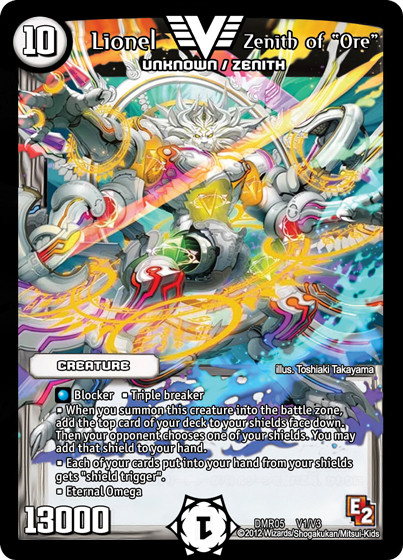 10
Lionel Zenith of "Ore"
UNKNOWN / ZENITH
CREATURE
illus. Toshiaki Takayama
Blocker ▪ Triple breaker
▪ When you summon this creature into the battle zone,
add the top card of your deck to your shields face down.
Then your opponent chooses one of your shields. You may
add that shield to your hand.
▪ Each of your cards put into your hand from your shields
gets "shield trigger".
▪ Eternal Omega
13000
1
DMR05 V1/V3
©2012 Wizards/Shogakukan/Mitsui-Kids
E2